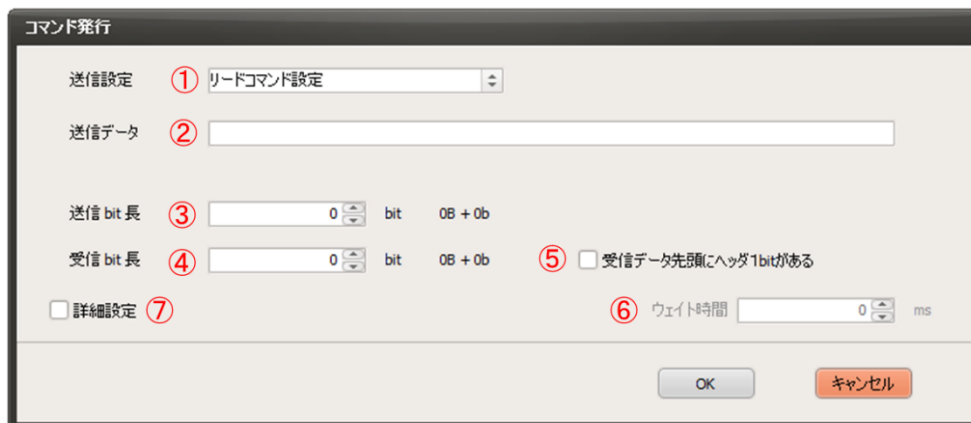 コマンド発行
送信設定 ① リードコマンド設定
送信データ ②
送信 bit 長 ③ 0 bit 0B + 0b
受信 bit 長 ④ 0 bit 0B + 0b ⑤ 受信データ先頭にヘッダ1bitがある
詳細設定 ⑦ ⑥ ウェイト時間 0 ms
OK キャンセル